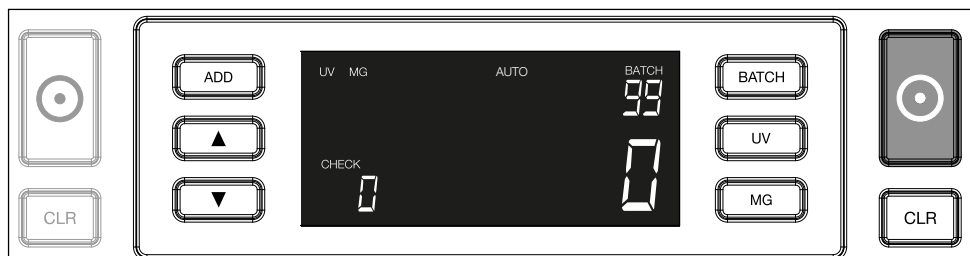 ADD
UV MG AUTO BATCH
99
BATCH
▲
UV
CHECK
0
0
▼
MG
CLR
CLR